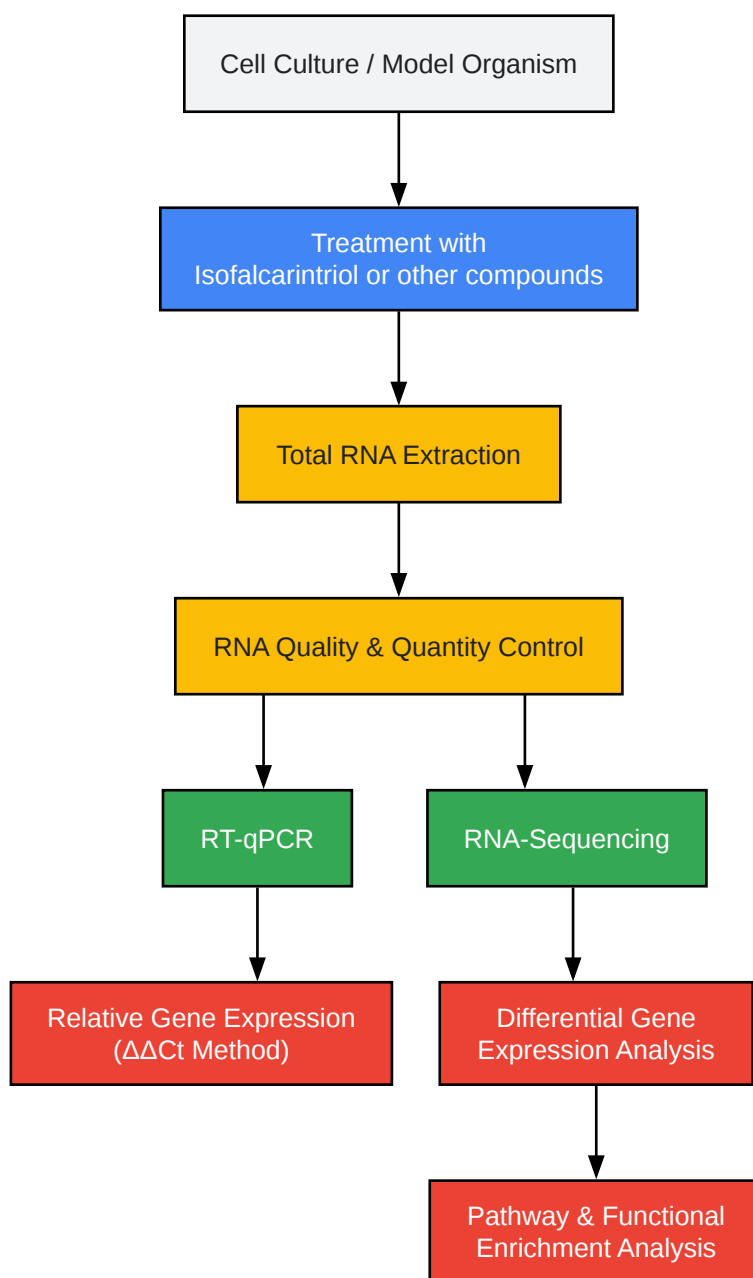 Cell Culture / Model Organism
Treatment with
Isofalcarintriol or other compounds
Total RNA Extraction
RNA Quality & Quantity Control
RT-qPCR
RNA-Sequencing
Relative Gene Expression
(ΔΔCt Method)
Differential Gene
Expression Analysis
Pathway & Functional
Enrichment Analysis